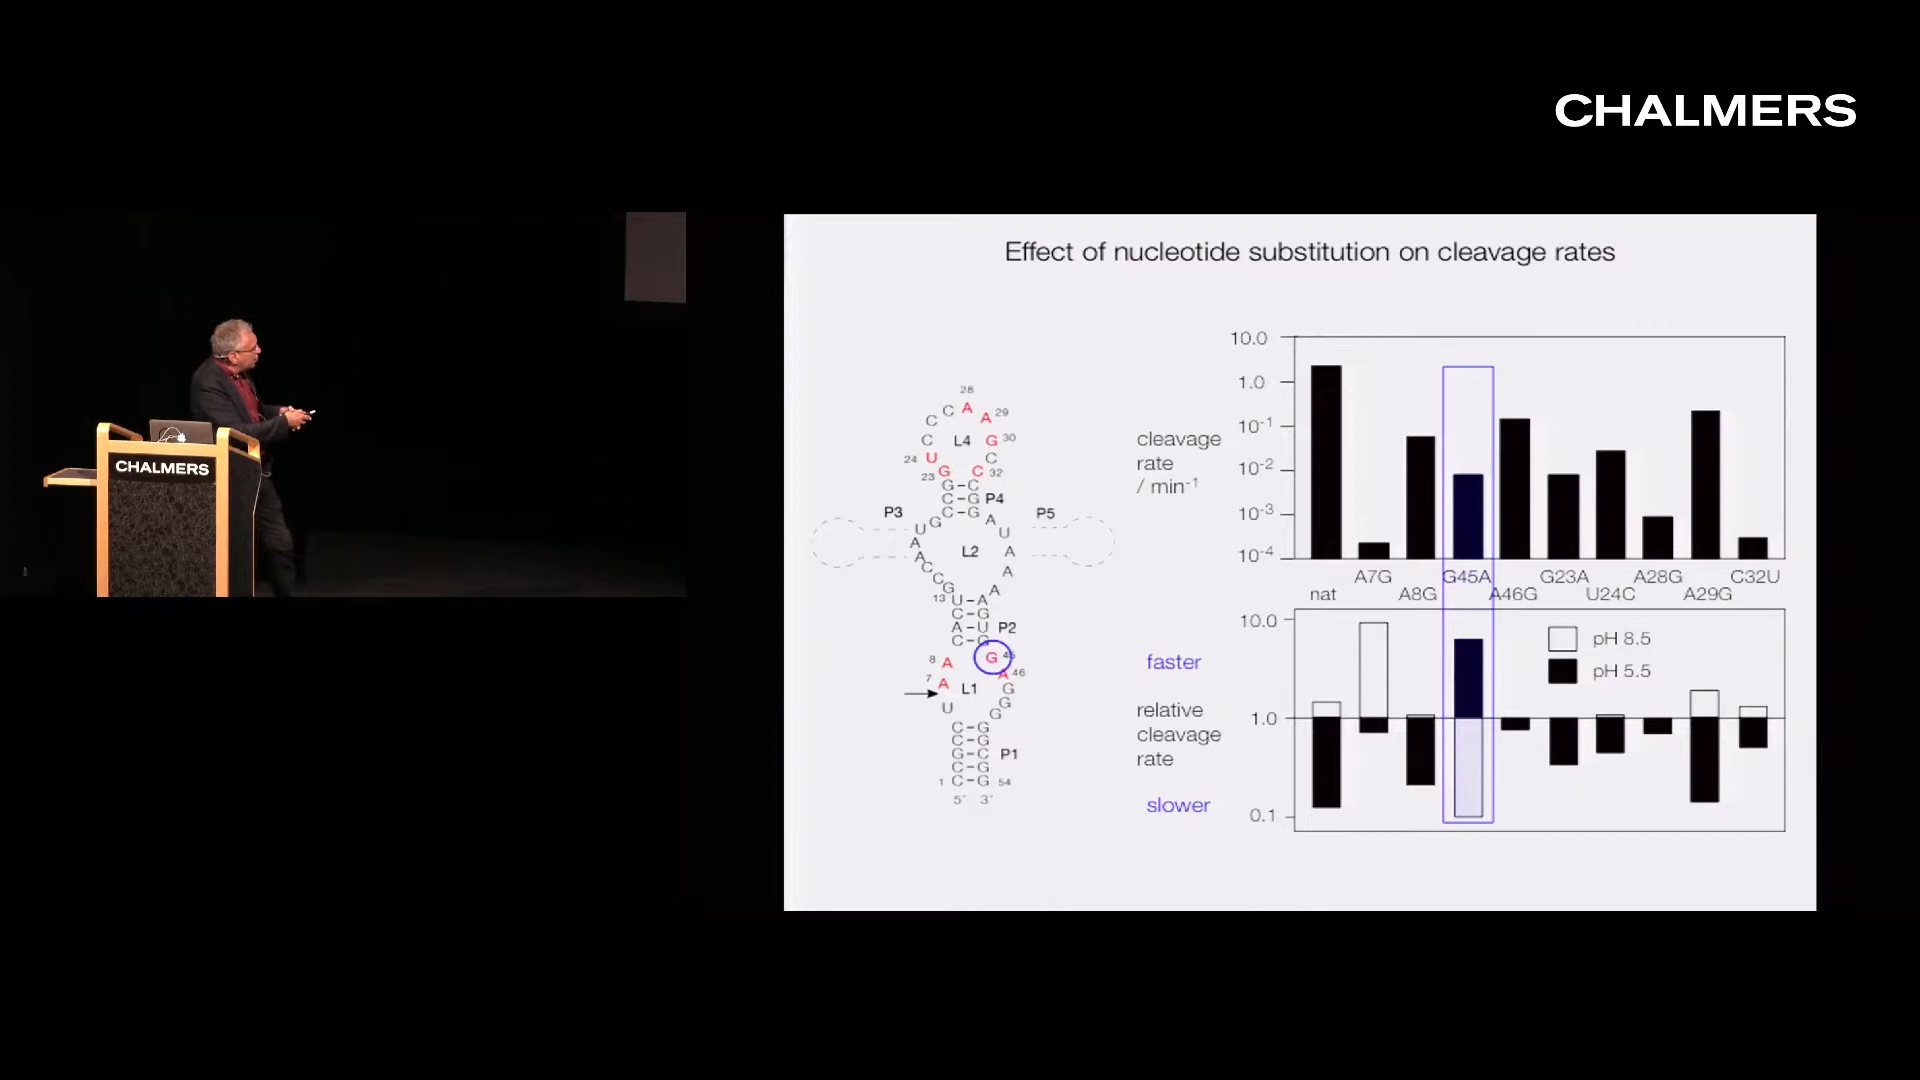 CHALMERS
CHALMERS
Effect of nucleotide substitution on cleavage rates
28
C C A A 29
C L4 G 30
24 U C
23 G C 32
G–C
C–G P4
C–G
P3
P5
U G
A U
A
A
L2
A
A
C
C
G
A
13 U–A
C–G
A–U P2
C–G
8 A
G 45
7 A
L1
A 46
U
G
G
G
C–G
C–G
G–C P1
C–G
1 C–G 54
5´ 3´
cleavage
rate
/ min⁻¹
10.0
1.0
10⁻¹
10⁻²
10⁻³
10⁻⁴
A7G G45A G23A A28G C32U
nat A8G A46G U24C A29G
faster
relative
cleavage
rate
slower
10.0
1.0
0.1
pH 8.5
pH 5.5